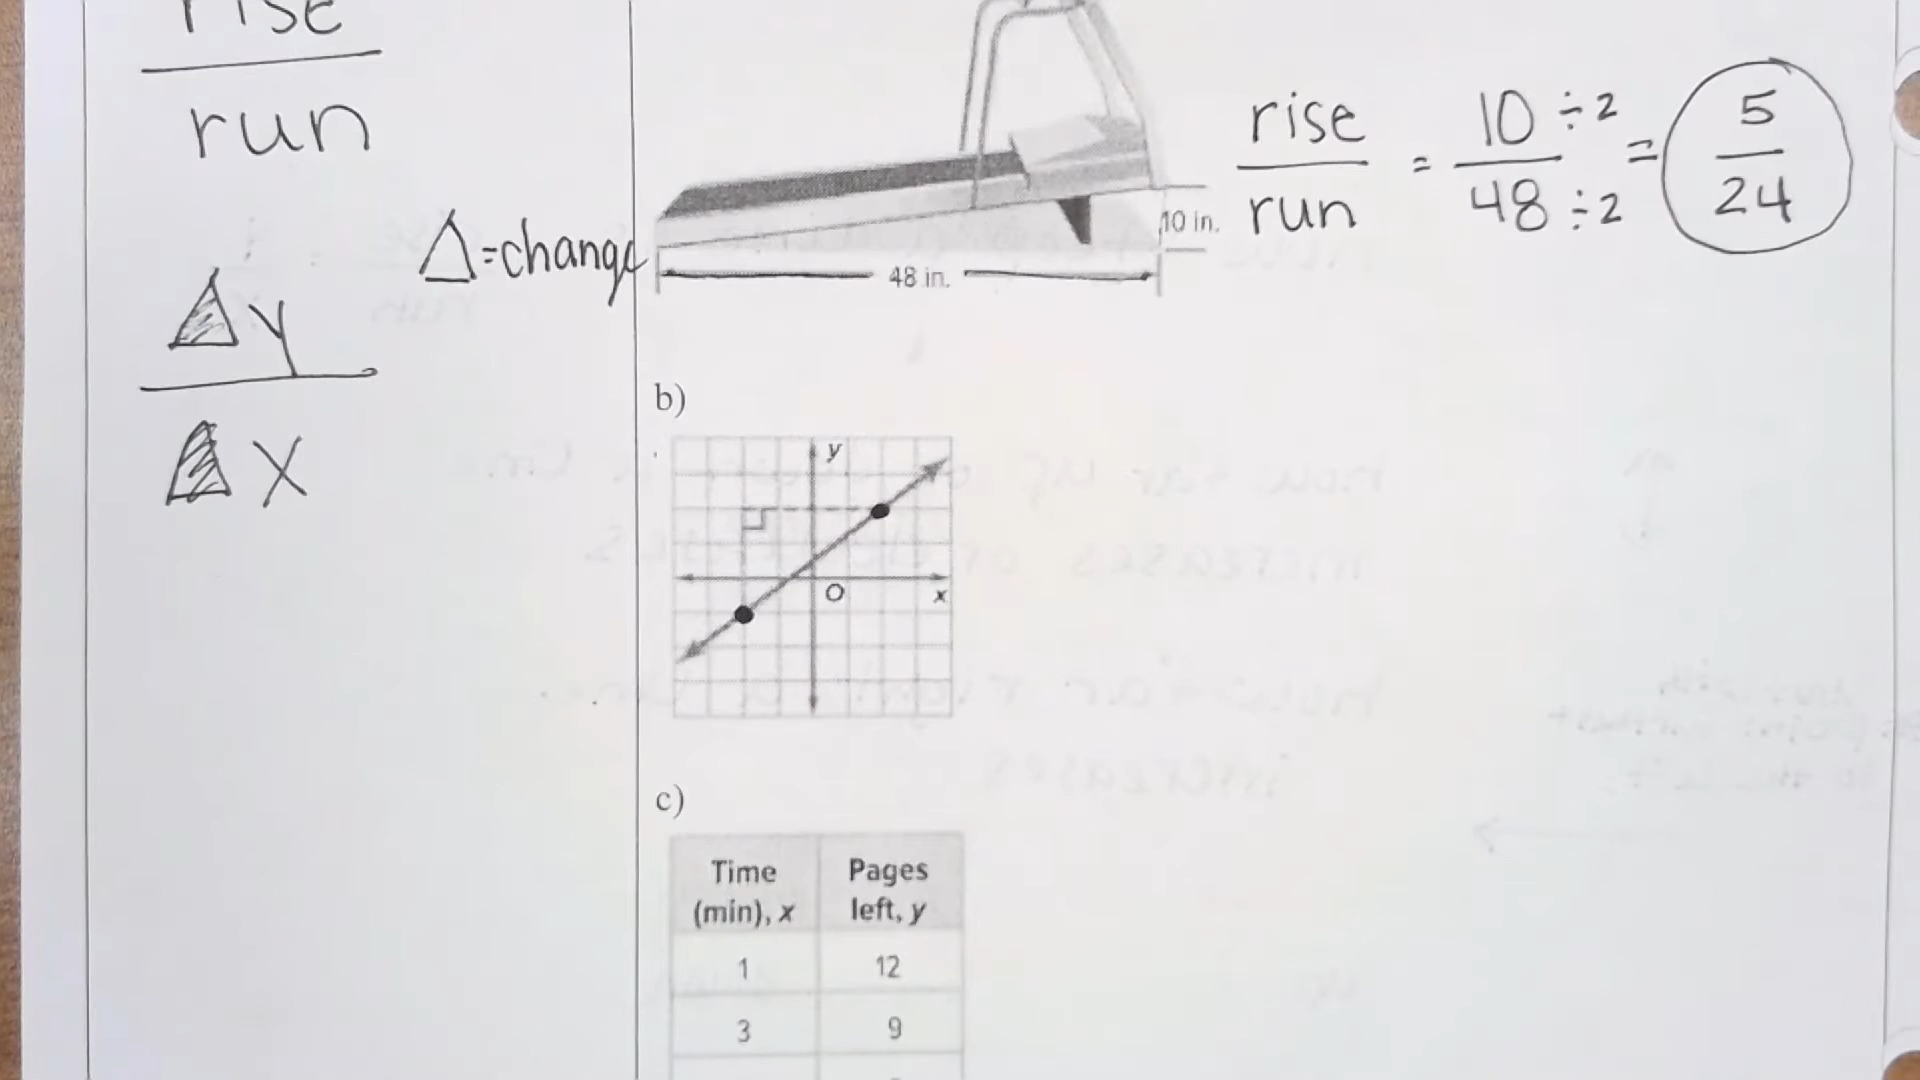 rise
run
Δ=change
Δy
Δx
10 in.
48 in.
rise
run
= 10 ÷2
48 ÷2
= 5
24
b)
y
O
x
c)
Time (min), x
Pages left, y
1 12
3 9